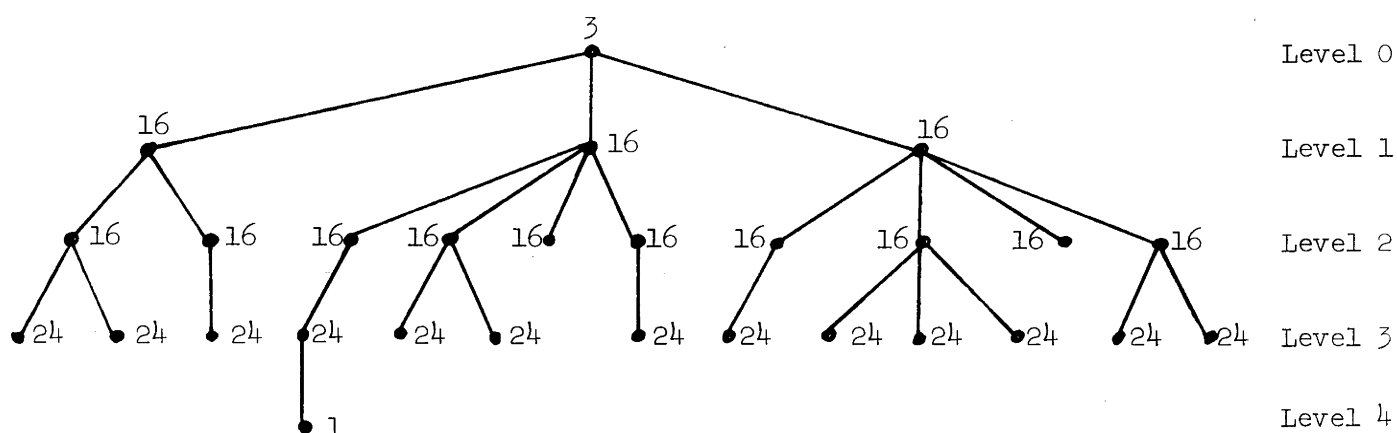 3 Level 0
16 16 16 Level 1
16 16 16 16 16 16 16 16 16 16 Level 2
24 24 24 24 24 24 24 24 24 24 24 24 24 Level 3
1 Level 4